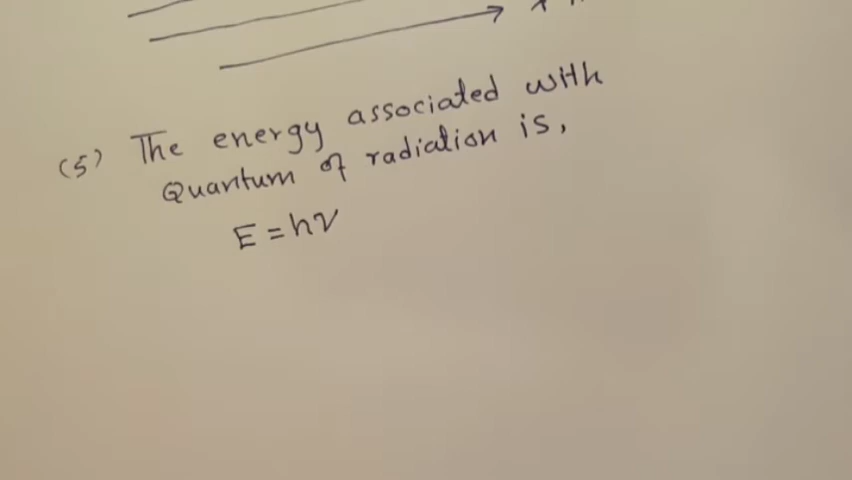 (5) The energy associated with
Quantum of radiation is,
E = hν